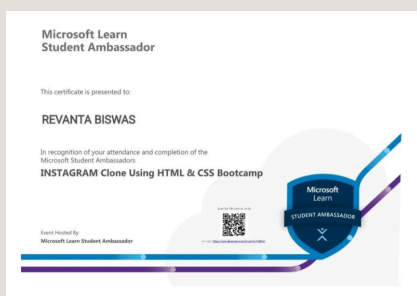 Microsoft Learn
Student Ambassador
This certificate is presented to:
REVANTA BISWAS
In recognition of your attendance and completion of the
Microsoft Student Ambassadors
INSTAGRAM Clone Using HTML & CSS Bootcamp
Event Hosted By
Microsoft Learn Student Ambassador
Microsoft
Learn
STUDENT AMBASSADOR